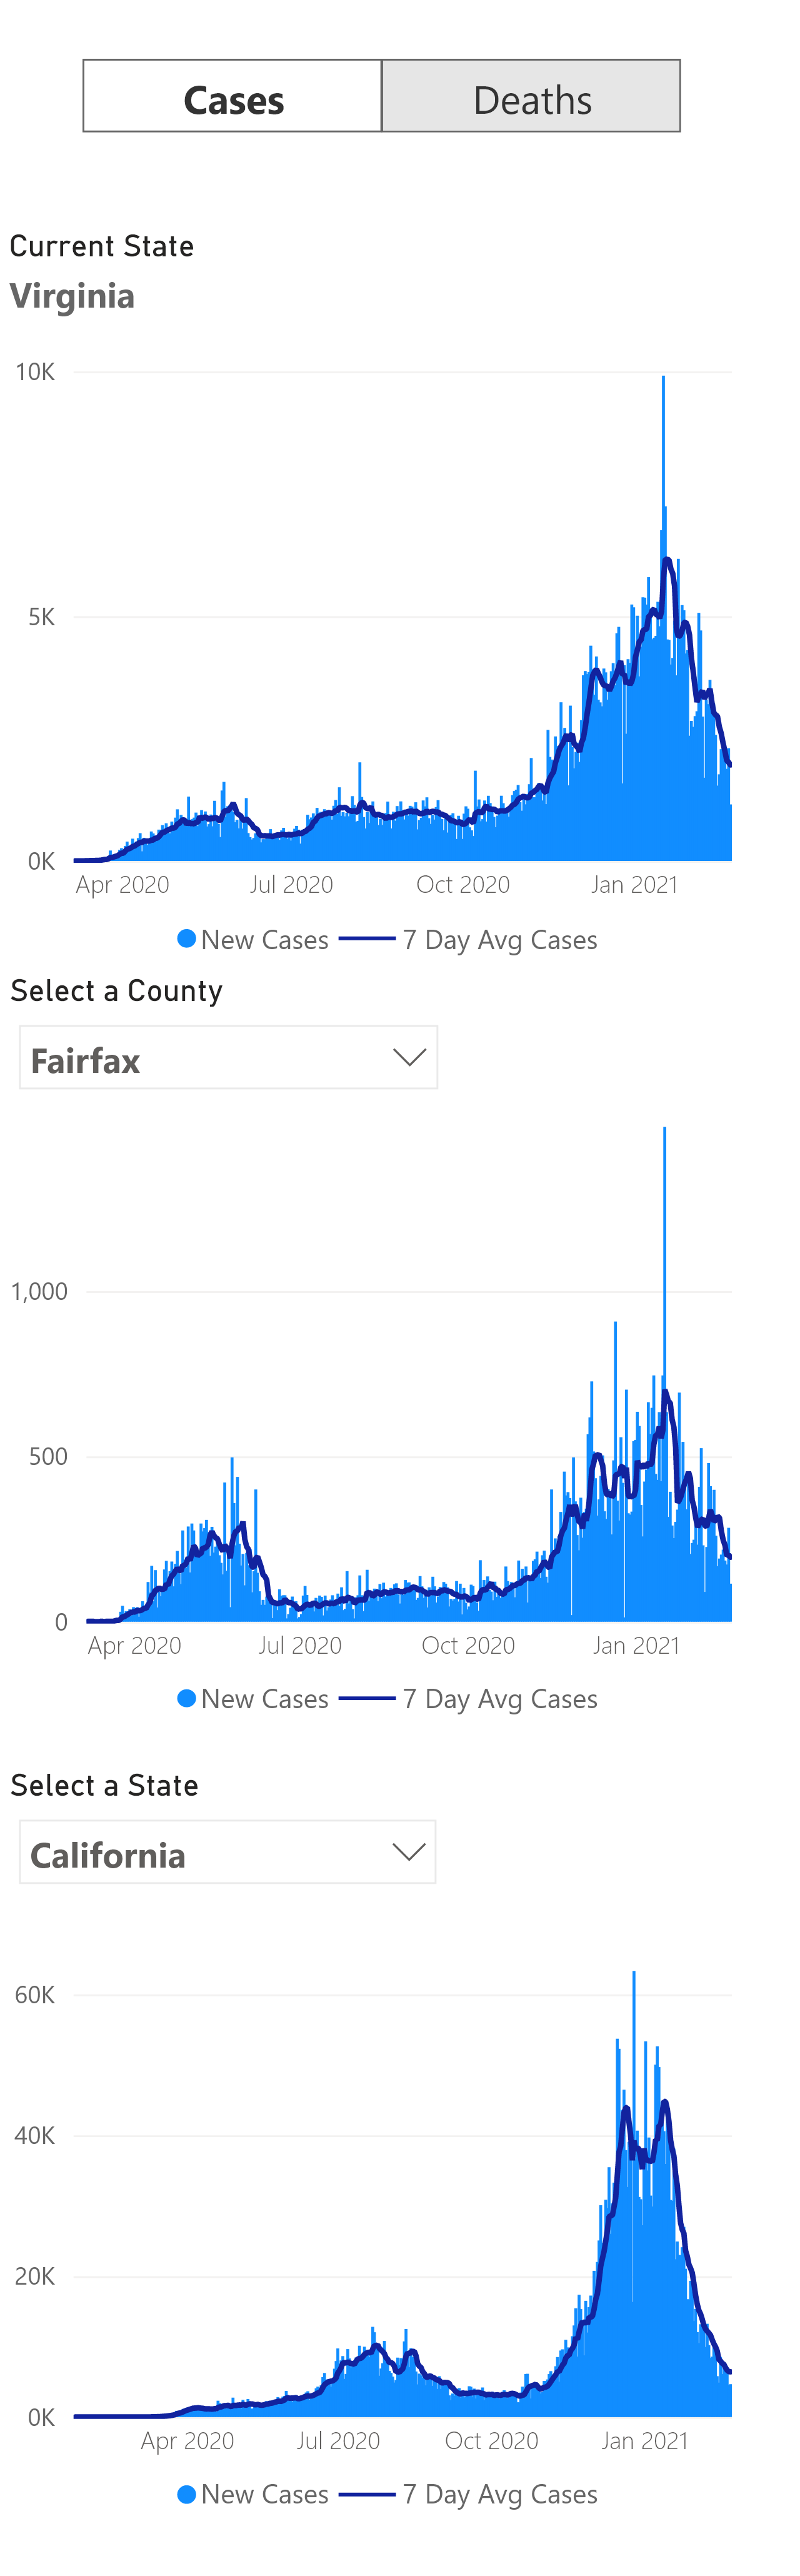 Cases Deaths
Current State
Virginia
10K
5K
0K
Apr 2020 Jul 2020 Oct 2020 Jan 2021
New Cases 7 Day Avg Cases
Select a County
Fairfax
1,000
500
0
Apr 2020 Jul 2020 Oct 2020 Jan 2021
New Cases 7 Day Avg Cases
Select a State
California
60K
40K
20K
0K
Apr 2020 Jul 2020 Oct 2020 Jan 2021
New Cases 7 Day Avg Cases